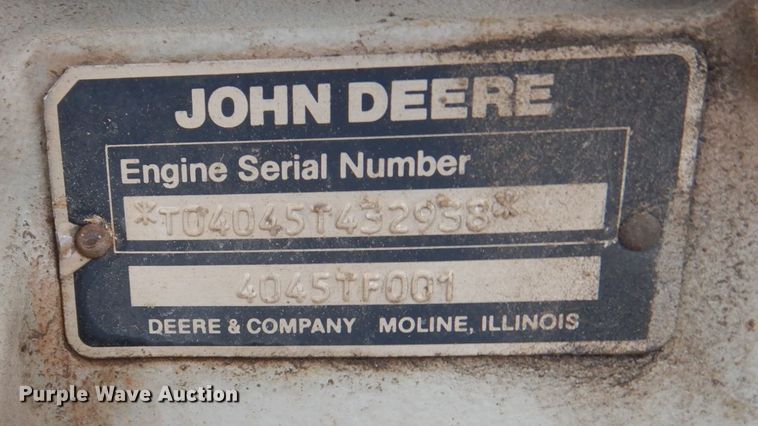 JOHN DEERE
Engine Serial Number
*T04045T432938*
4045TF001
DEERE & COMPANY MOLINE, ILLINOIS
Purple Wave Auction